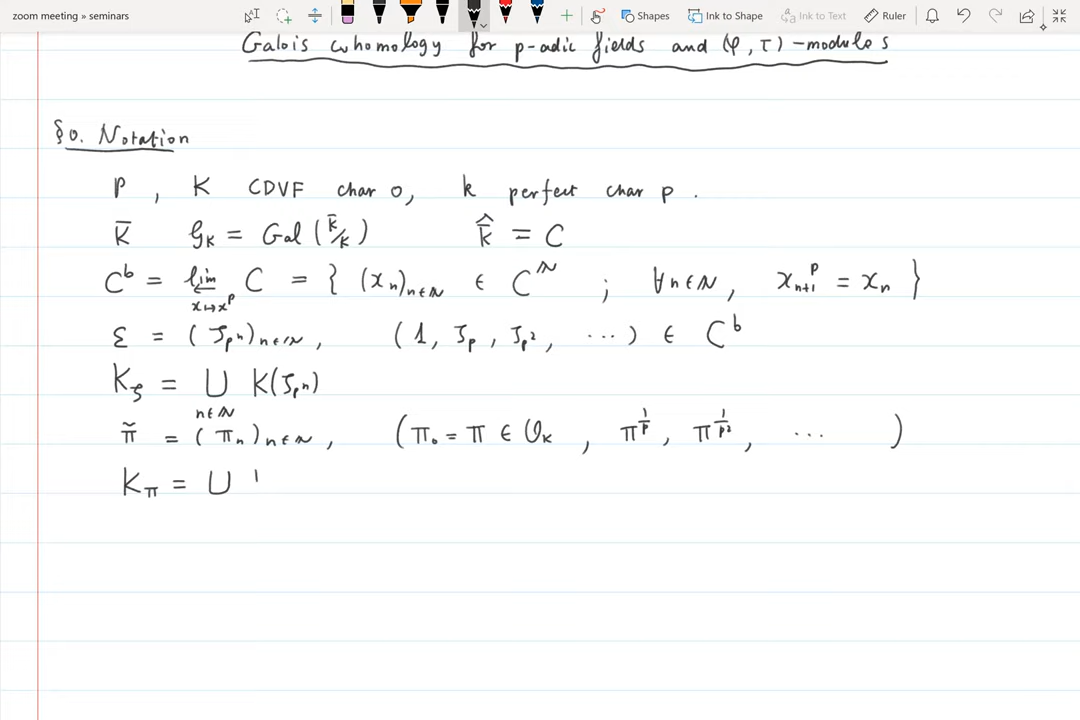 zoom meeting » seminars
Shapes Ink to Shape Ink to Text Ruler
Galois cohomology for p-adic fields and (φ, τ)-modules
§0. Notation
p , K CDVF char 0, k perfect char p.
K̄ 𝒢_K = Gal(K̄/K) K̄^ = C
C^♭ = lim_{←, x↦x^p} C = { (x_n)_{n∈ℕ} ∈ C^ℕ ; ∀n∈ℕ, x_{n+1}^p = x_n }
ε = (ζ_{p^n})_{n∈ℕ}, (1, ζ_p, ζ_{p^2}, ...) ∈ C^♭
K_ζ = ⋃_{n∈ℕ} K(ζ_{p^n})
π̃ = (π_n)_{n∈ℕ}, (π_0 = π ∈ 𝒪_K, π^{1/p}, π^{1/p^2}, ... )
K_π = ⋃